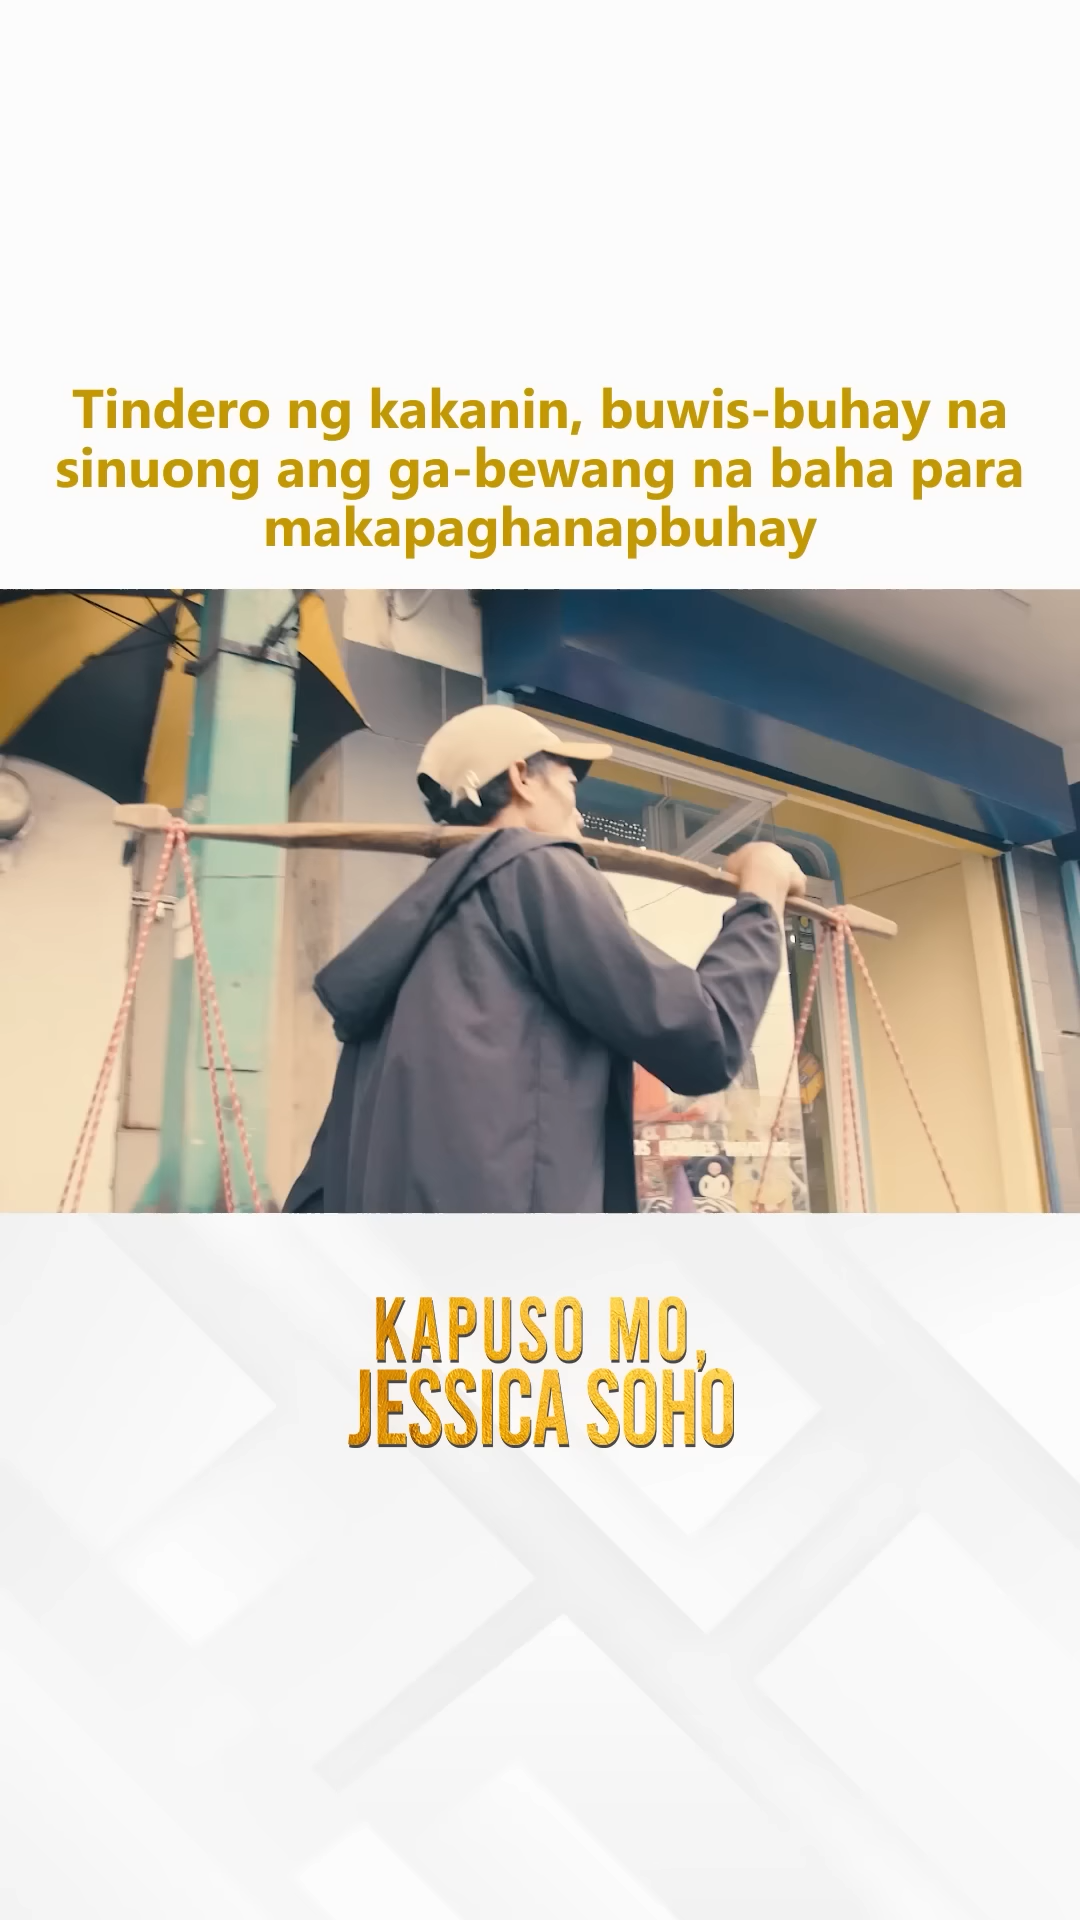 Tindero ng kakanin, buwis-buhay na
sinuong ang ga-bewang na baha para
makapaghanapbuhay
KAPUSO MO,
JESSICA SOHO